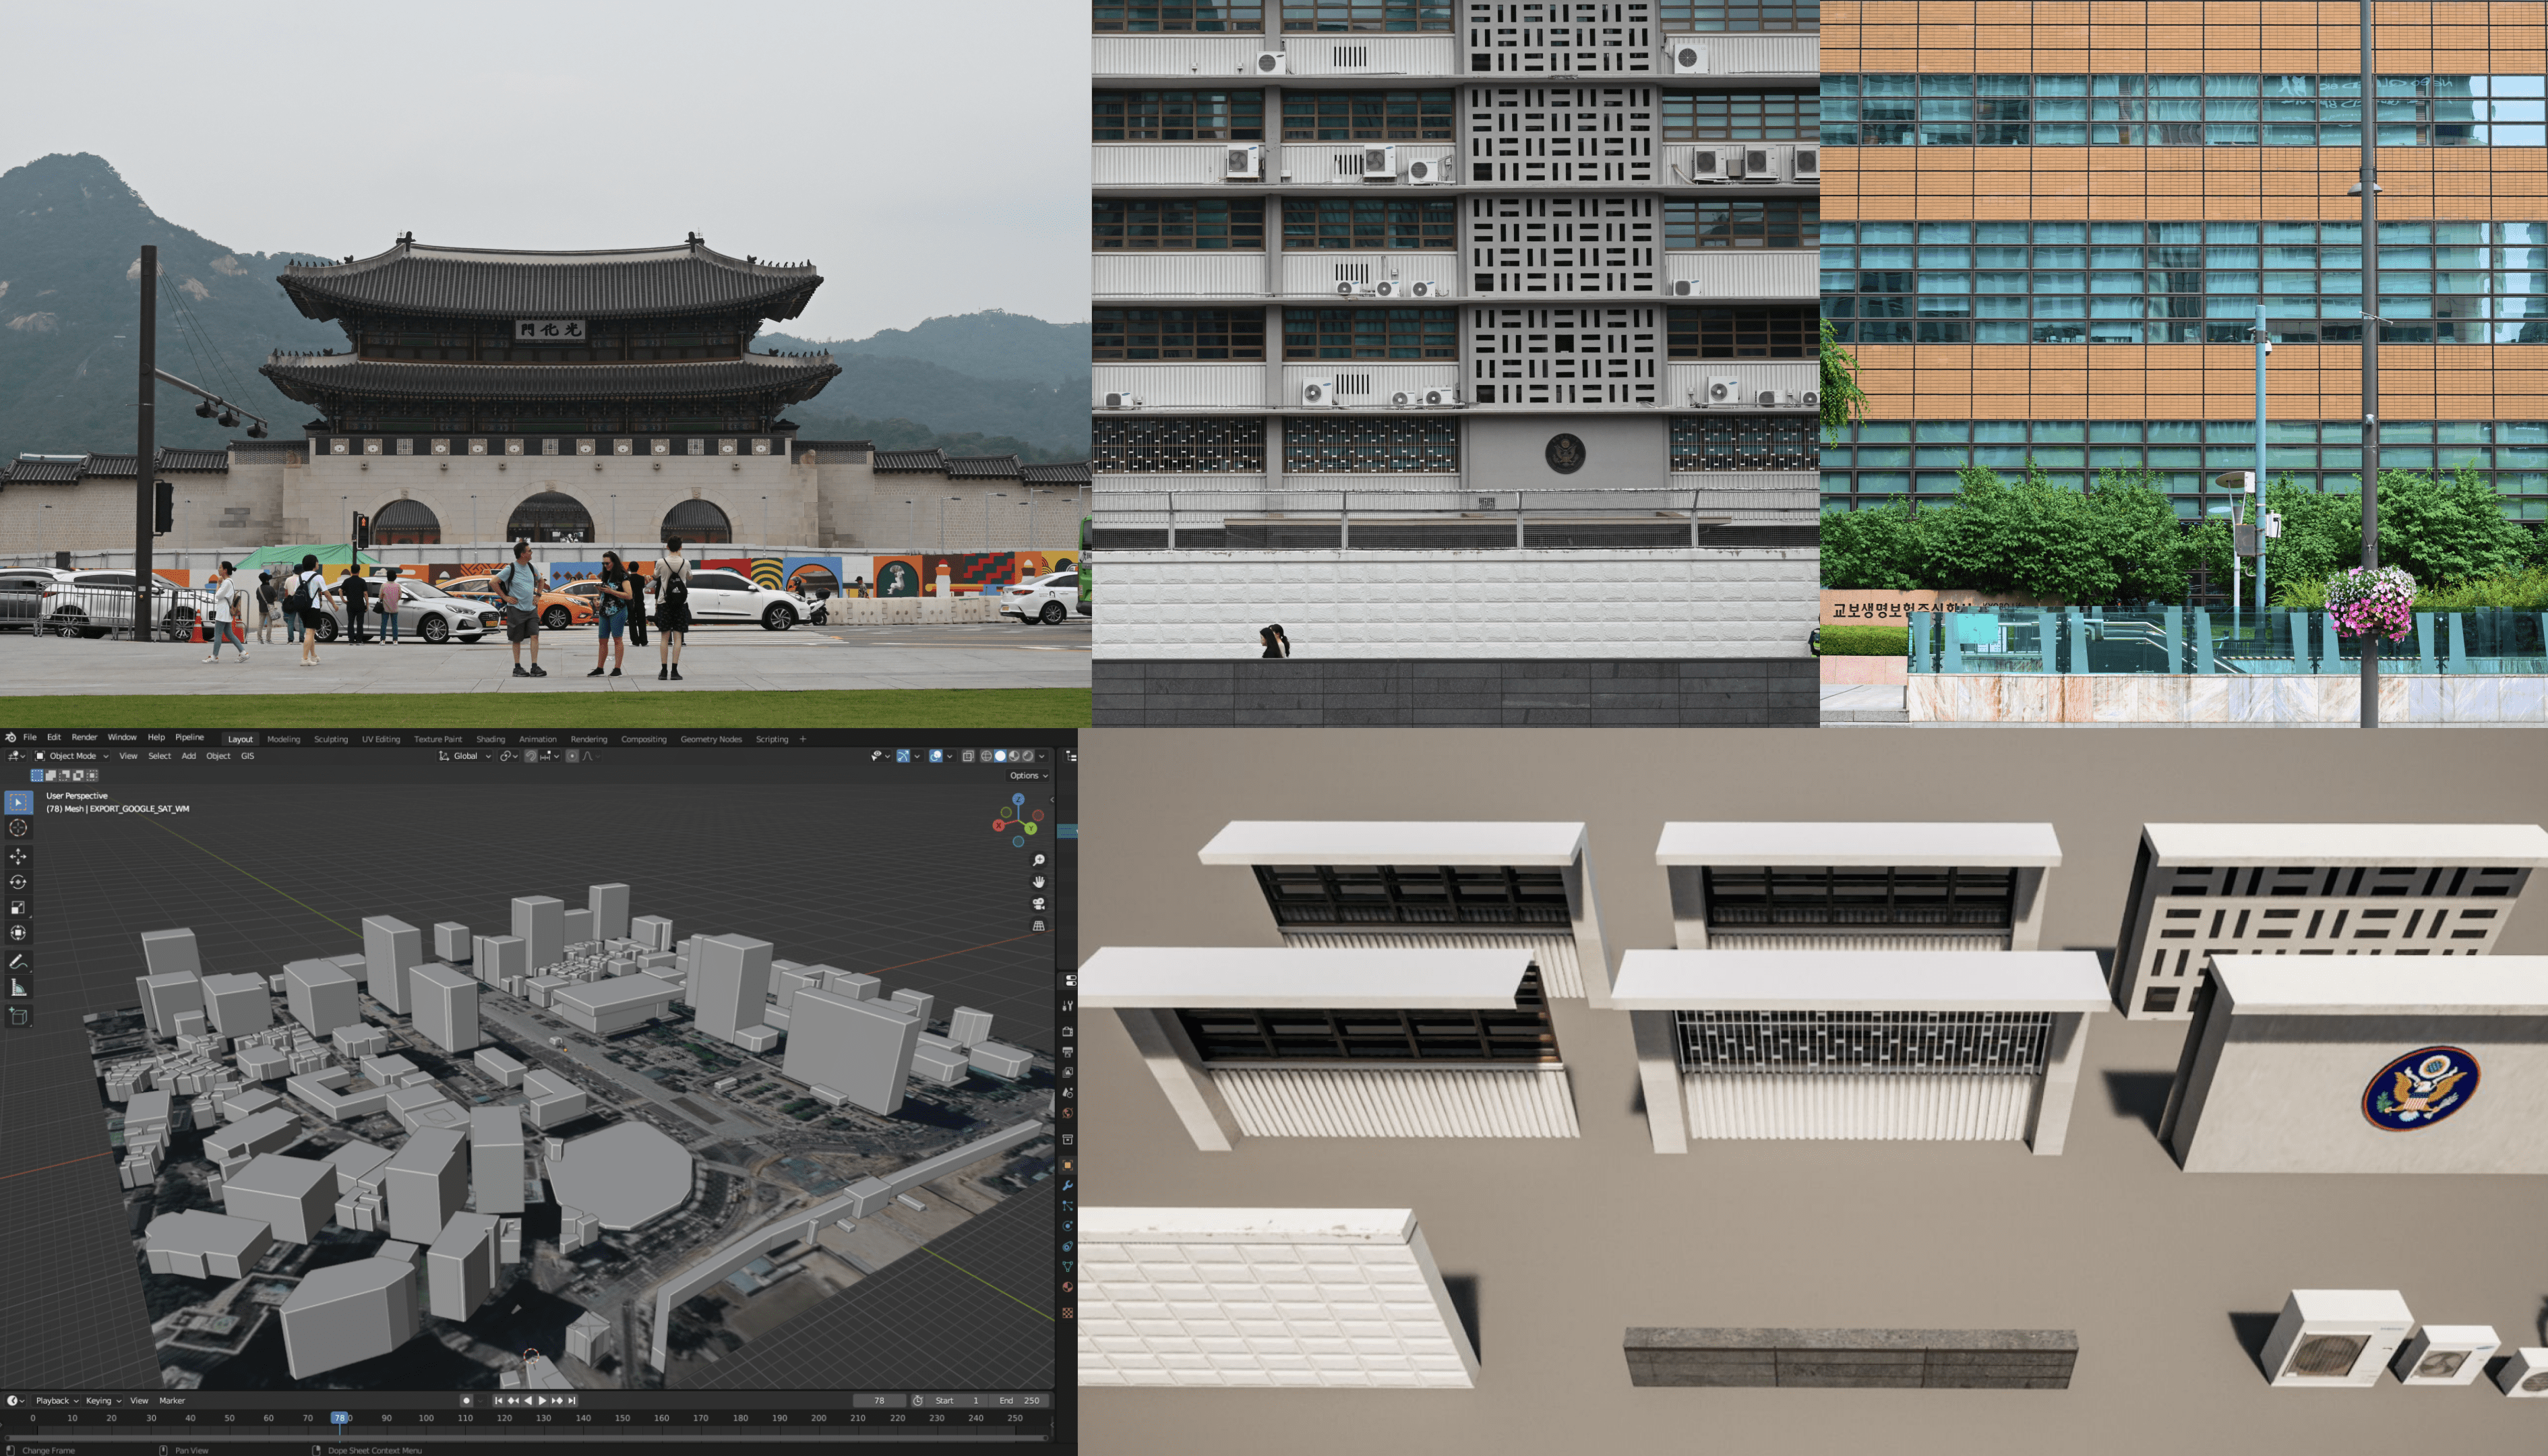 門化光
교보생명보험주식회사
File Edit Render Window Help Pipeline
Layout Modeling Sculpting UV Editing Texture Paint Shading Animation Rendering Compositing Geometry Nodes Scripting +
Object Mode View Select Add Object GIS
Global
Options
User Perspective
(78) Mesh | EXPORT_GOOGLE_SAT_WM
Z
X
Y
Playback Keying View Marker
78 Start 1 End 250
0 10 20 30 40 50 60 70 78 90 100 110 120 130 140 150 160 170 180 190 200 210 220 230 240 250
Change Frame Pan View Dope Sheet Context Menu